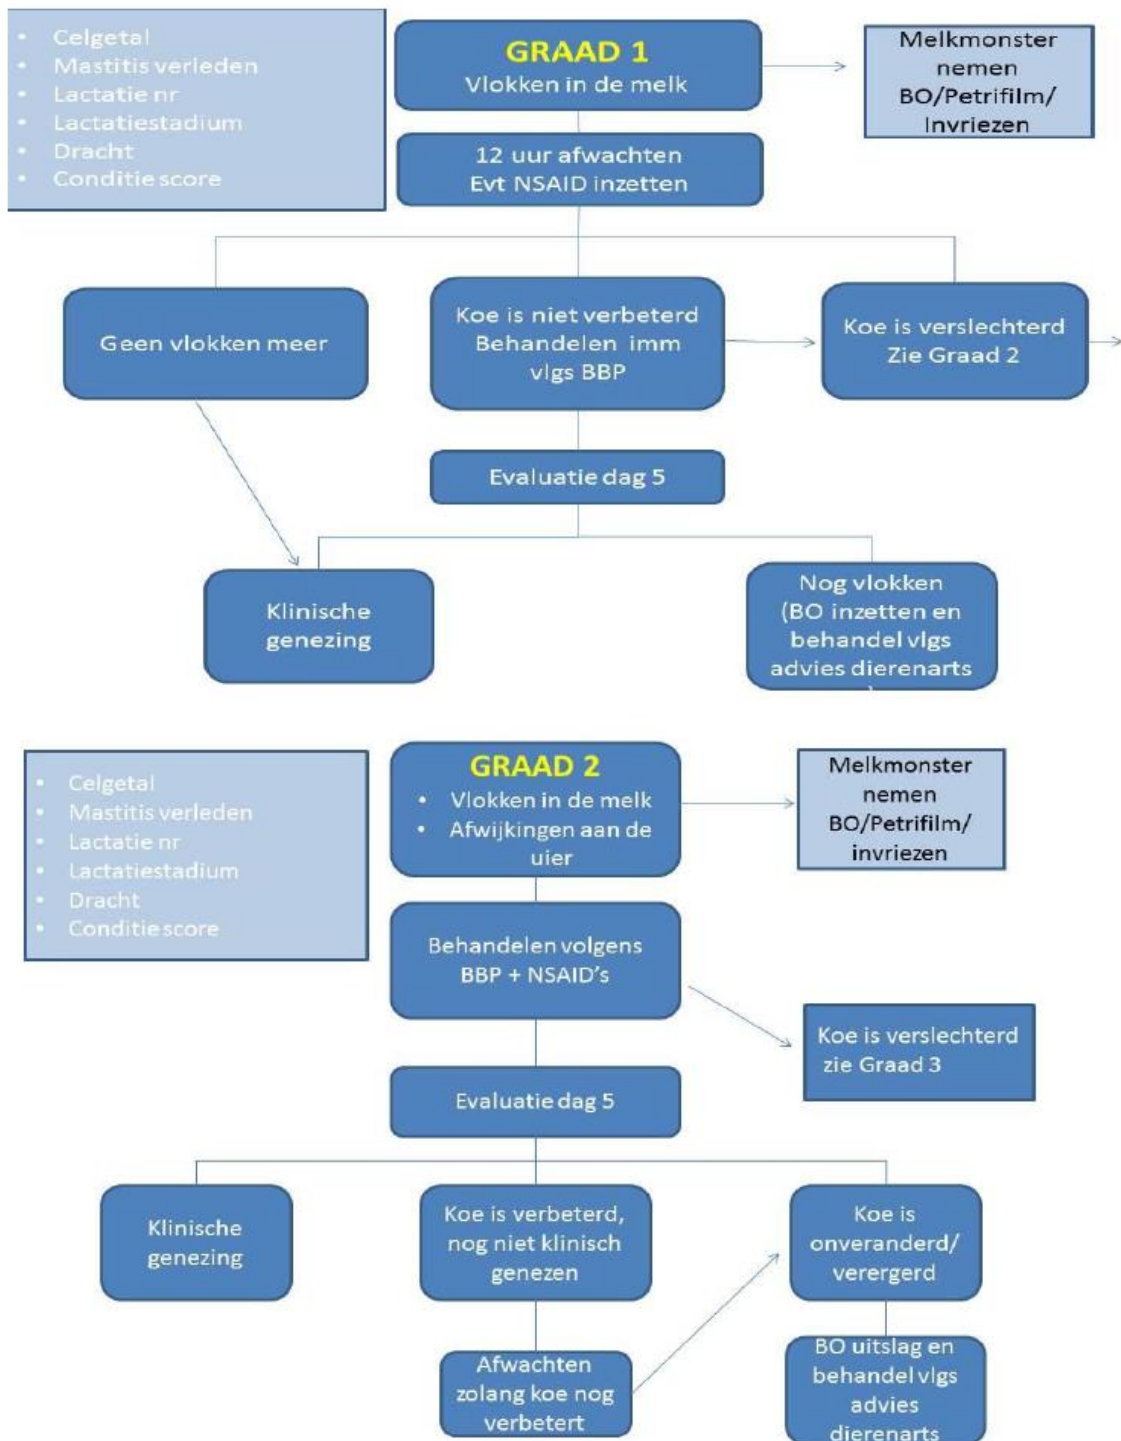 • Celgetal
• Mastitis verleden
• Lactatie nr
• Lactatiestadium
• Dracht
• Conditie score
GRAAD 1
Vlokken in de melk
Melkmonster
nemen
BO/Petrifilm/
Invriezen
12 uur afwachten
Evt NSAID inzetten
Geen vlokken meer
Koe is niet verbeterd
Behandelen imm
vlgs BBP
Koe is verslechterd
Zie Graad 2
Evaluatie dag 5
Klinische
genezing
Nog vlokken
(BO inzetten en
behandel vlgs
advies dierenarts
)
• Celgetal
• Mastitis verleden
• Lactatie nr
• Lactatiestadium
• Dracht
• Conditie score
GRAAD 2
• Vlokken in de melk
• Afwijkingen aan de
uier
Melkmonster
nemen
BO/Petrifilm/
invriezen
Behandelen volgens
BBP + NSAID's
Koe is verslechterd
zie Graad 3
Evaluatie dag 5
Klinische
genezing
Koe is verbeterd,
nog niet klinisch
genezen
Koe is
onveranderd/
verergerd
Afwachten
zolang koe nog
verbetert
BO uitslag en
behandel vlgs
advies
dierenarts